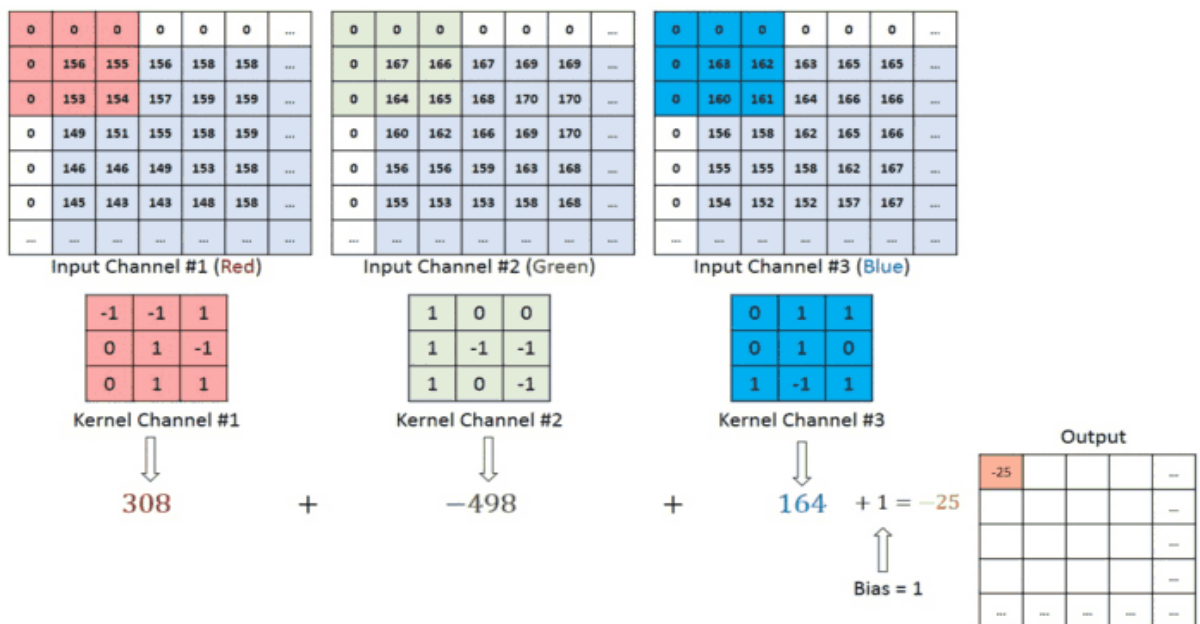 0 0 0 0 0 0 ... 0 0 0 0 0 0 ... 0 0 0 0 0 0 ...
0 156 155 156 158 158 ... 0 167 166 167 169 169 ... 0 163 162 163 165 165 ...
0 153 154 157 159 159 ... 0 164 165 168 170 170 ... 0 160 161 164 166 166 ...
0 149 151 155 158 159 ... 0 160 162 166 169 170 ... 0 156 158 162 165 166 ...
0 146 146 149 153 158 ... 0 156 156 159 163 168 ... 0 155 155 158 162 167 ...
0 145 143 143 148 158 ... 0 155 153 153 158 168 ... 0 154 152 152 157 167 ...
... ... ... ... ... ... ... ... ... ... ... ... ... ... ... ... ... ... ... ... ...
Input Channel #1 (Red) Input Channel #2 (Green) Input Channel #3 (Blue)
-1 -1 1 1 0 0 0 1 1
0 1 -1 1 -1 -1 0 1 0
0 1 1 1 0 -1 1 -1 1
Kernel Channel #1 Kernel Channel #2 Kernel Channel #3
308 + −498 + 164 + 1 = −25
Bias = 1
Output
-25 ...
...
...
...
... ... ... ... ...